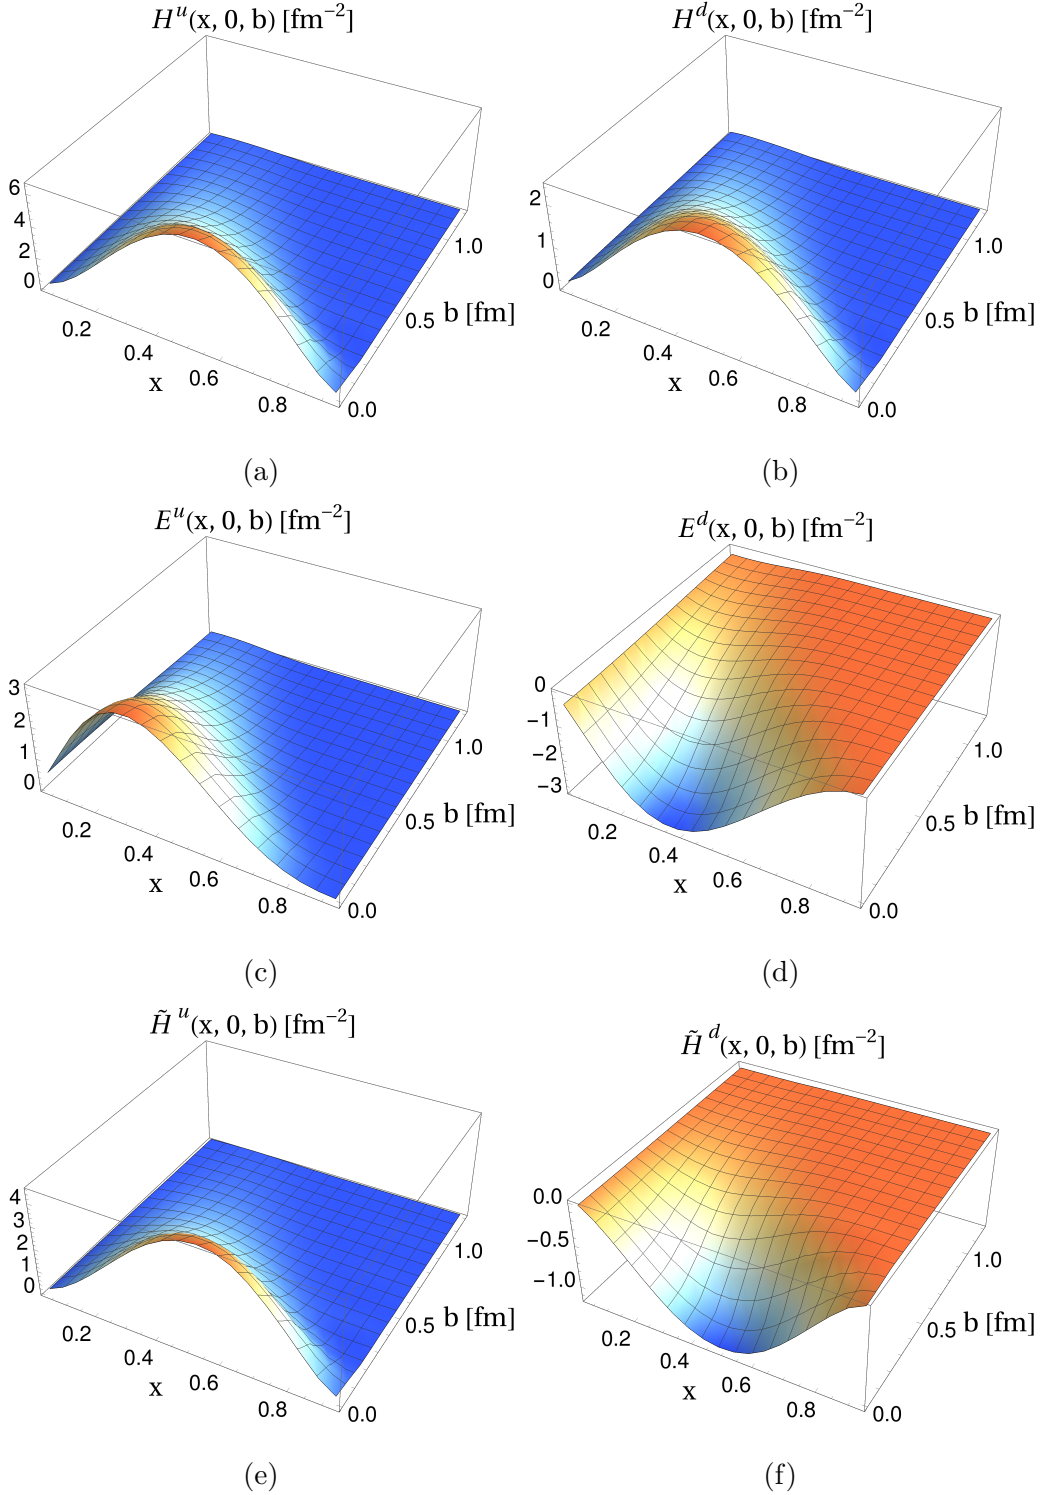 H^u(x, 0, b) [fm^−2]
6
4
2
0
0.2
0.4
0.6
0.8
x
0.0
0.5
1.0
b [fm]
(a)
H^d(x, 0, b) [fm^−2]
2
1
0
0.2
0.4
0.6
0.8
x
0.0
0.5
1.0
b [fm]
(b)
E^u(x, 0, b) [fm^−2]
3
2
1
0
0.2
0.4
0.6
0.8
x
0.0
0.5
1.0
b [fm]
(c)
E^d(x, 0, b) [fm^−2]
0
−1
−2
−3
0.2
0.4
0.6
0.8
x
0.0
0.5
1.0
b [fm]
(d)
H̃^u(x, 0, b) [fm^−2]
4
3
2
1
0
0.2
0.4
0.6
0.8
x
0.0
0.5
1.0
b [fm]
(e)
H̃^d(x, 0, b) [fm^−2]
0.0
−0.5
−1.0
0.2
0.4
0.6
0.8
x
0.0
0.5
1.0
b [fm]
(f)